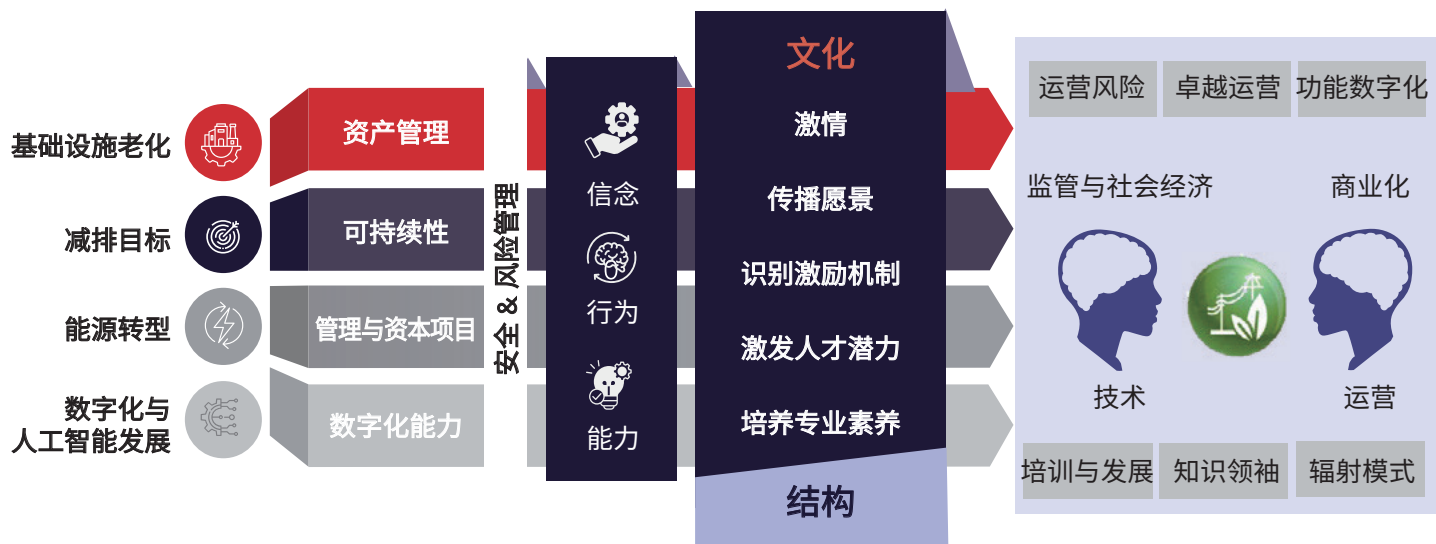 基础设施老化
减排目标
能源转型
数字化与
人工智能发展
资产管理
可持续性
管理与资本项目
数字化能力
安全 & 风险管理
信念
行为
能力
文化
激情
传播愿景
识别激励机制
激发人才潜力
培养专业素养
结构
运营风险
卓越运营
功能数字化
监管与社会经济
商业化
技术
运营
培训与发展
知识领袖
辐射模式